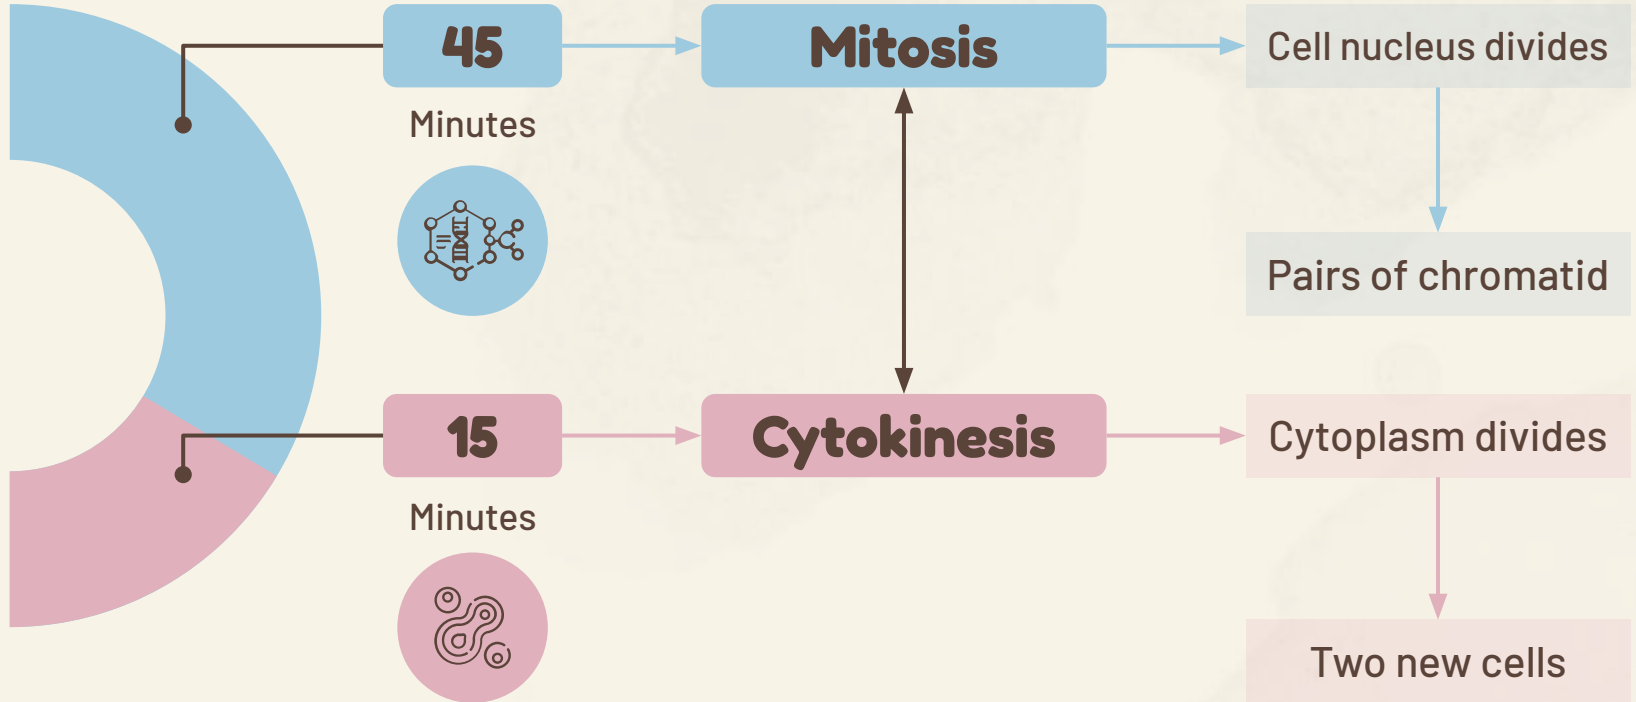 45
Minutes
Mitosis
Cell nucleus divides
Pairs of chromatid
15
Minutes
Cytokinesis
Cytoplasm divides
Two new cells